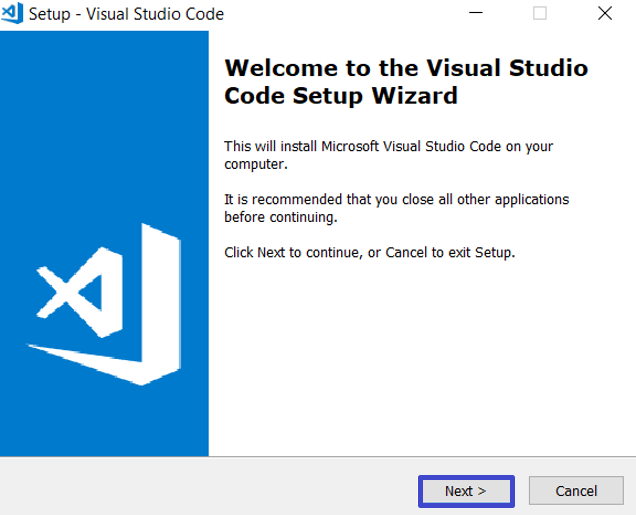 Setup - Visual Studio Code
Welcome to the Visual Studio
Code Setup Wizard
This will install Microsoft Visual Studio Code on your
computer.
It is recommended that you close all other applications
before continuing.
Click Next to continue, or Cancel to exit Setup.
Next >
Cancel